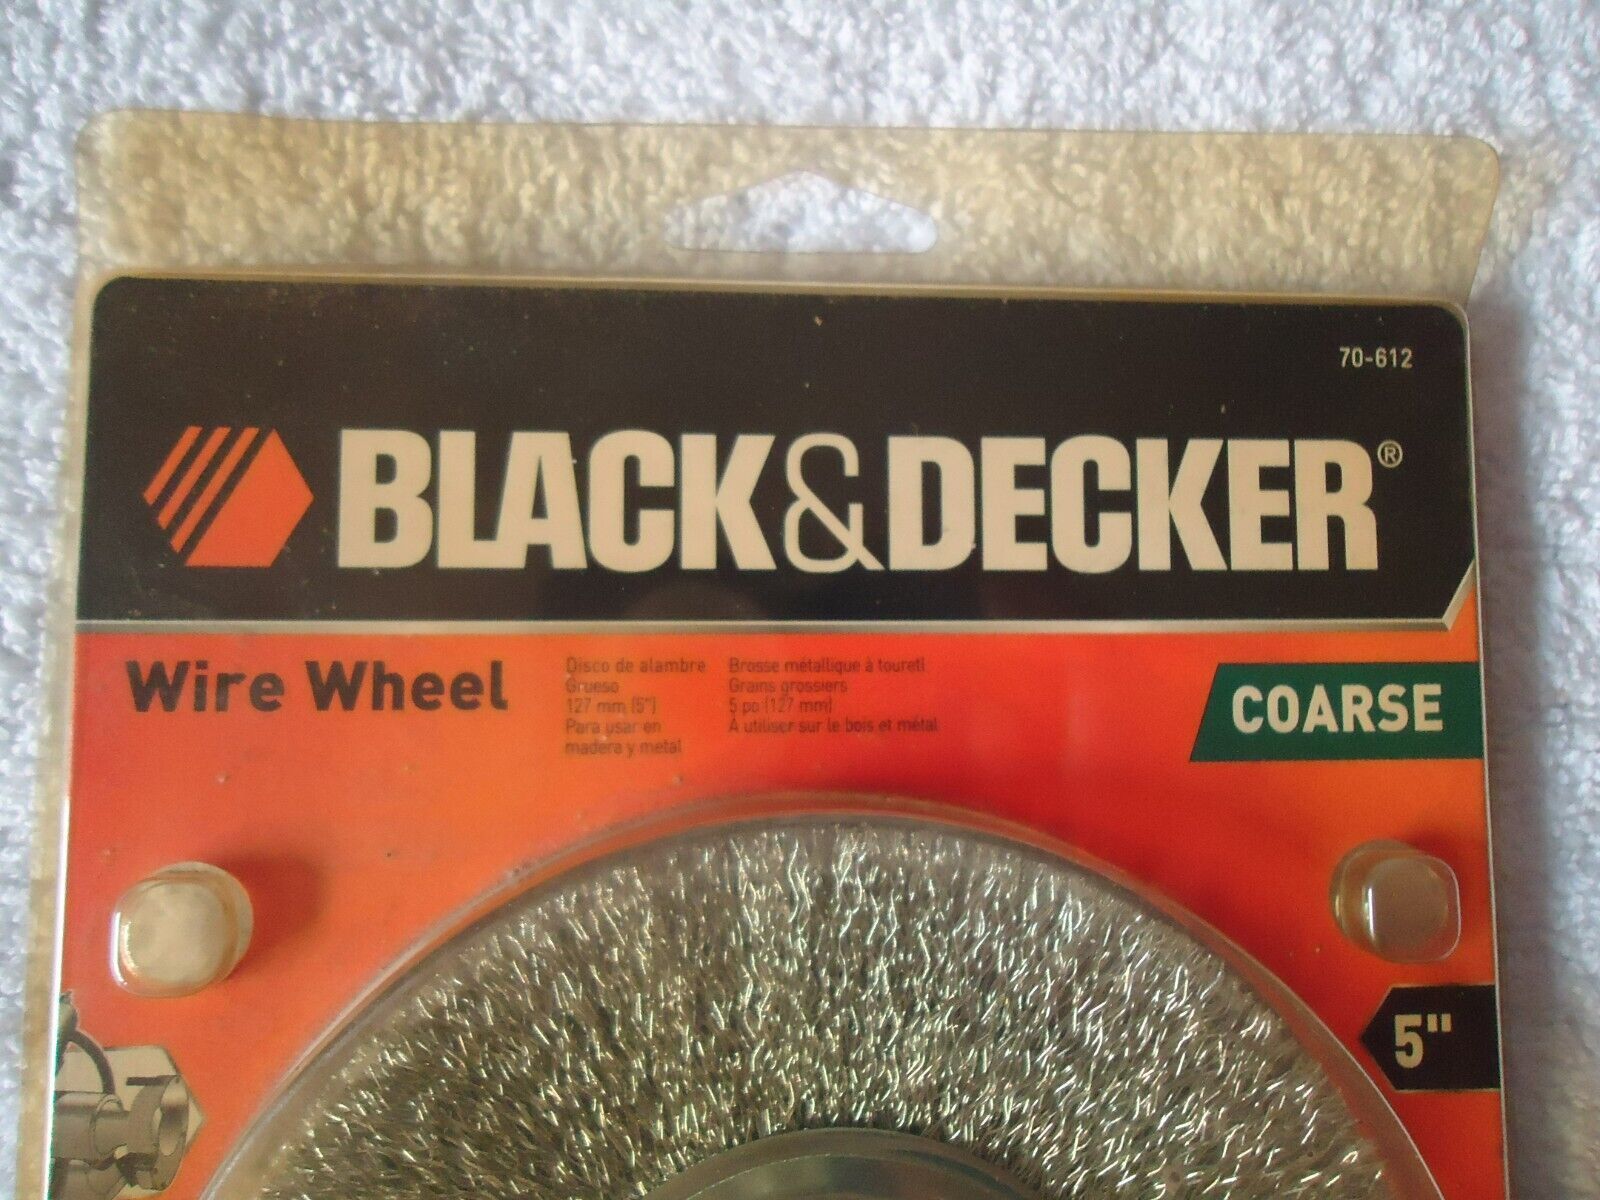 70-612
BLACK&DECKER®
Wire Wheel
Disco de alambre
Grueso
127 mm (5")
Para usar en
madera y metal
Brosse métallique à touretl
Grains grossiers
5 po (127 mm)
A utiliser sur le bois et métal
COARSE
5"